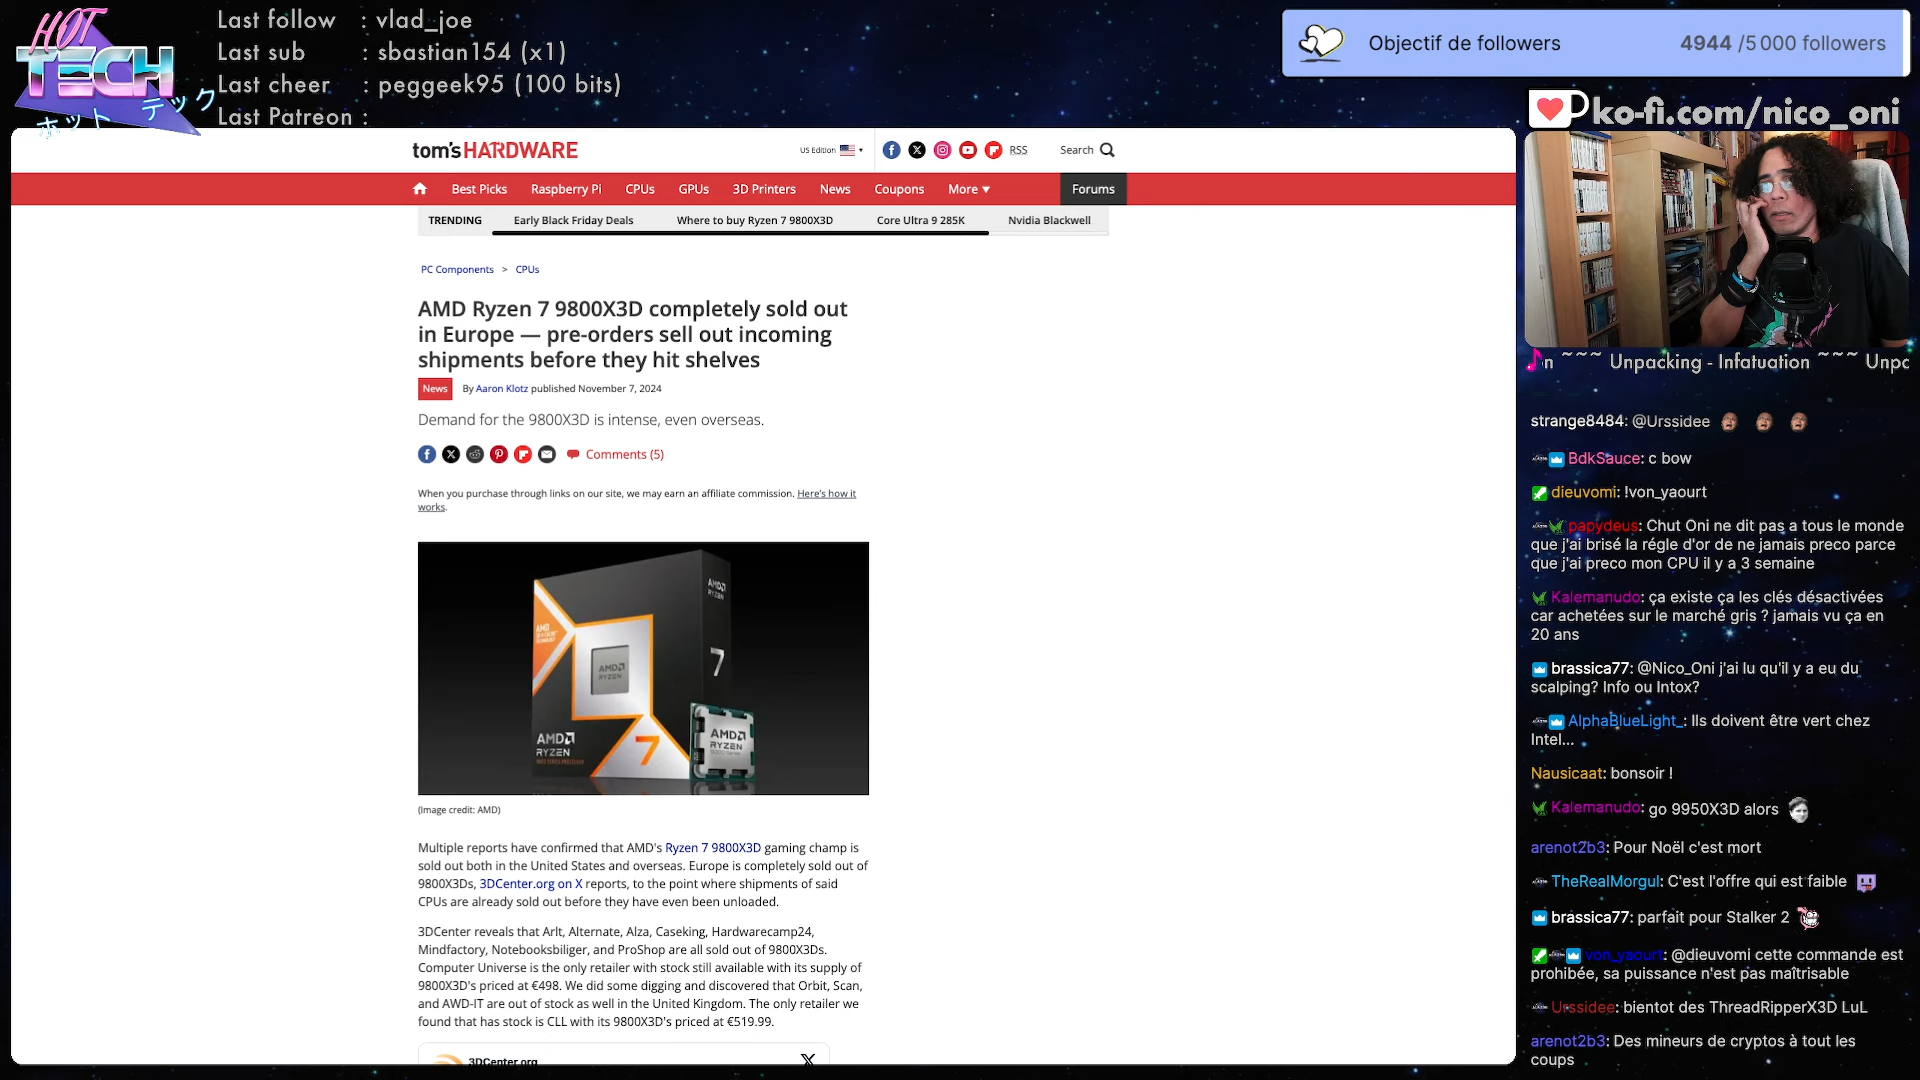 HOT
TECH
ホット テック
Last follow : vlad_joe
Last sub : sbastian154 (x1)
Last cheer : peggeek95 (100 bits)
Last Patreon :
Objectif de followers 4944 /5 000 followers
ko-fi.com/nico_oni
tom's HARDWARE
US Edition
RSS
Search
Best Picks Raspberry Pi CPUs GPUs 3D Printers News Coupons More ▼ Forums
TRENDING Early Black Friday Deals Where to buy Ryzen 7 9800X3D Core Ultra 9 285K Nvidia Blackwell
PC Components > CPUs
AMD Ryzen 7 9800X3D completely sold out
in Europe — pre-orders sell out incoming
shipments before they hit shelves
News By Aaron Klotz published November 7, 2024
Demand for the 9800X3D is intense, even overseas.
Comments (5)
When you purchase through links on our site, we may earn an affiliate commission. Here's how it
works.
AMD
RYZEN
AMD
AMD
RYZEN
7
AMD
RYZEN
7
AMD
RYZEN
(Image credit: AMD)
Multiple reports have confirmed that AMD's Ryzen 7 9800X3D gaming champ is
sold out both in the United States and overseas. Europe is completely sold out of
9800X3Ds, 3DCenter.org on X reports, to the point where shipments of said
CPUs are already sold out before they have even been unloaded.
3DCenter reveals that Arlt, Alternate, Alza, Caseking, Hardwarecamp24,
Mindfactory, Notebooksbiliger, and ProShop are all sold out of 9800X3Ds.
Computer Universe is the only retailer with stock still available with its supply of
9800X3D's priced at €498. We did some digging and discovered that Orbit, Scan,
and AWD-IT are out of stock as well in the United Kingdom. The only retailer we
found that has stock is CLL with its 9800X3D's priced at €519.99.
3DCenter.org
n ~~~ Unpacking - Infatuation ~~~ Unpa
strange8484: @Urssidee
BdkSauce: c bow
dieuvomi: !von_yaourt
papydeus: Chut Oni ne dit pas a tous le monde
que j'ai brisé la régle d'or de ne jamais preco parce
que j'ai preco mon CPU il y a 3 semaine
Kalemanudo: ça existe ça les clés désactivées
car achetées sur le marché gris ? jamais vu ça en
20 ans
brassica77: @Nico_Oni j'ai lu qu'il y a eu du
scalping? Info ou Intox?
AlphaBlueLight_: Ils doivent être vert chez
Intel...
Nausicaat: bonsoir !
Kalemanudo: go 9950X3D alors
arenot2b3: Pour Noël c'est mort
TheRealMorgul: C'est l'offre qui est faible
brassica77: parfait pour Stalker 2
von_yaourt: @dieuvomi cette commande est
prohibée, sa puissance n'est pas maîtrisable
Urssidee: bientot des ThreadRipperX3D LuL
arenot2b3: Des mineurs de cryptos à tout les
coups